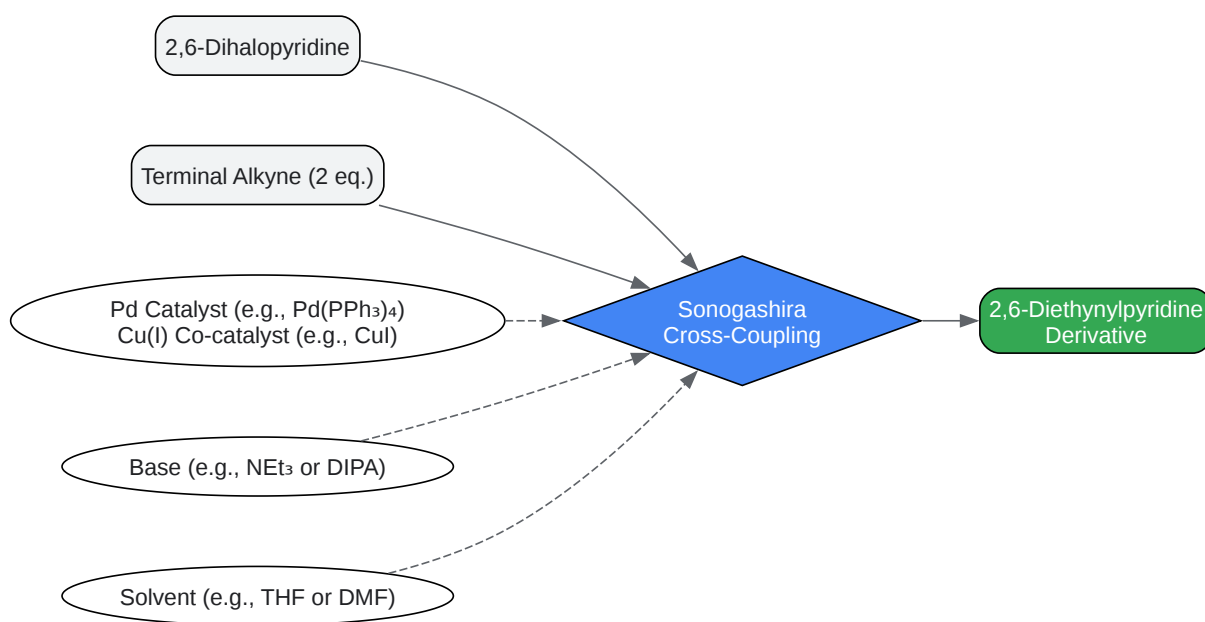 2,6-Dihalopyridine
Terminal Alkyne (2 eq.)
Pd Catalyst (e.g., Pd(PPh₃)₄)
Cu(I) Co-catalyst (e.g., CuI)
Base (e.g., NEt₃ or DIPA)
Solvent (e.g., THF or DMF)
Sonogashira
Cross-Coupling
2,6-Diethynylpyridine
Derivative